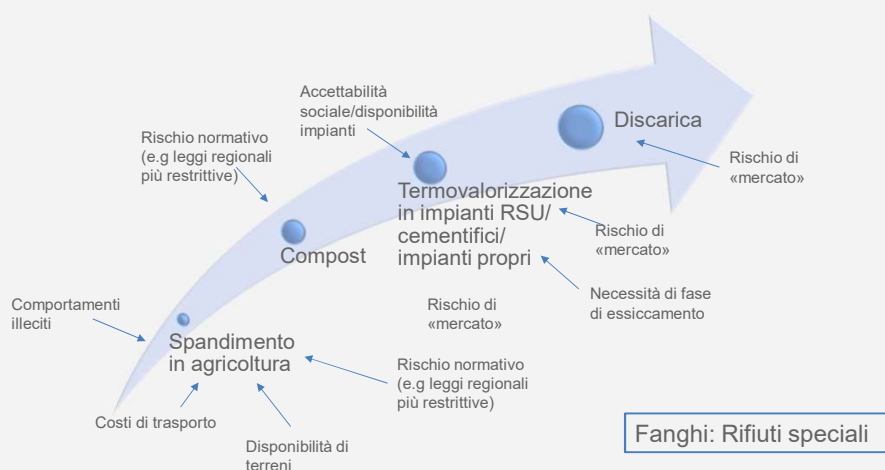 Accettabilità
sociale/disponibilità
impianti
Discarica
Rischio normativo
(e.g leggi regionali
più restrittive)
Rischio di
«mercato»
Termovalorizzazione
in impianti RSU/
cementifici/
impianti propri
Rischio di
«mercato»
Compost
Necessità di fase
di essiccamento
Comportamenti
illeciti
Rischio di
«mercato»
Spandimento
in agricoltura
Rischio normativo
(e.g leggi regionali
più restrittive)
Costi di trasporto
Disponibilità di
terreni
Fanghi: Rifiuti speciali